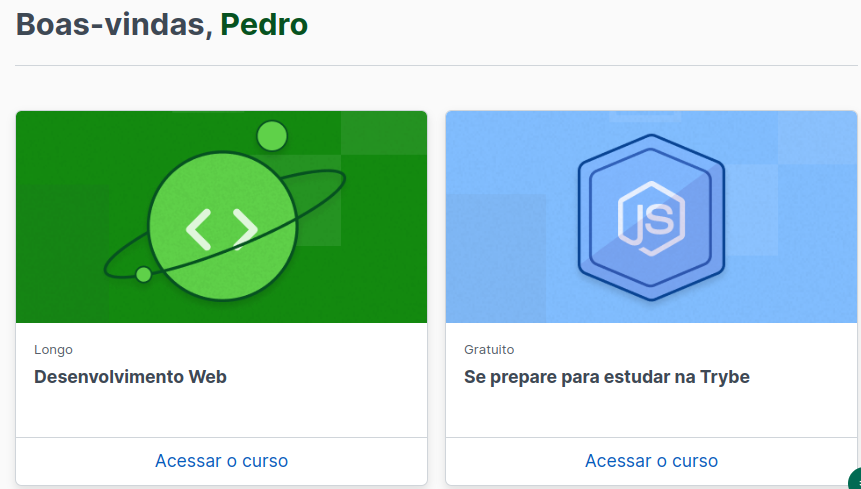 Boas-vindas, Pedro
JS
Longo
Desenvolvimento Web
Acessar o curso
Gratuito
Se prepare para estudar na Trybe
Acessar o curso